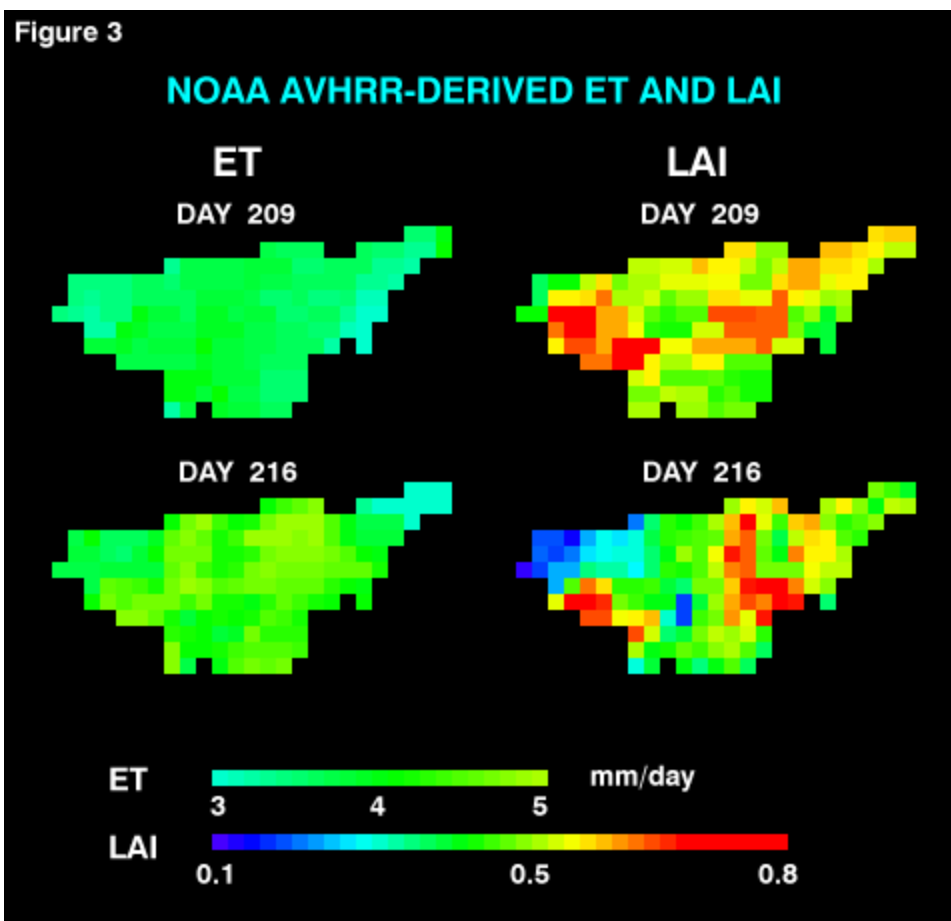 Figure 3
NOAA AVHRR-DERIVED ET AND LAI
ET LAI
DAY 209 DAY 209
DAY 216 DAY 216
ET mm/day
3 4 5
LAI
0.1 0.5 0.8